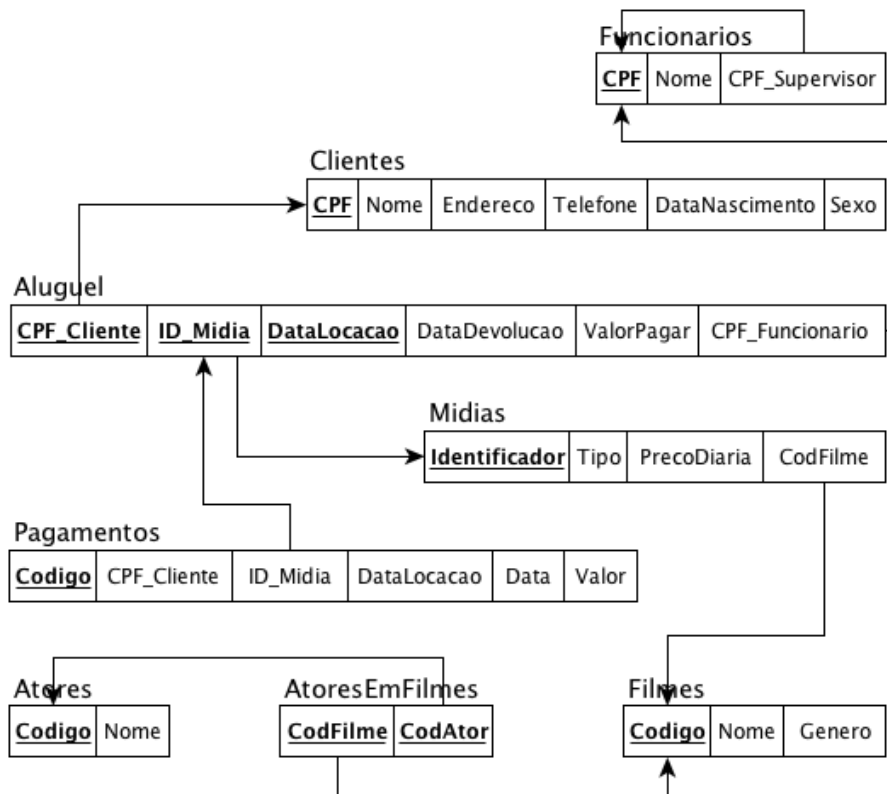 Funcionarios
CPF Nome CPF_Supervisor
Clientes
CPF Nome Endereco Telefone DataNascimento Sexo
Aluguel
CPF_Cliente ID_Midia DataLocacao DataDevolucao ValorPagar CPF_Funcionario
Midias
Identificador Tipo PrecoDiaria CodFilme
Pagamentos
Codigo CPF_Cliente ID_Midia DataLocacao Data Valor
Atores AtoresEmFilmes Filmes
Codigo Nome CodFilme CodAtor Codigo Nome Genero